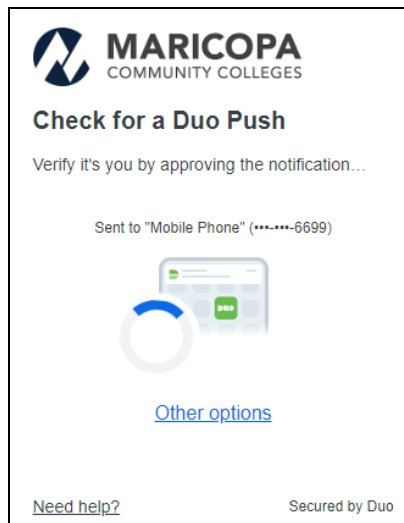 MARICOPA
COMMUNITY COLLEGES
Check for a Duo Push
Verify it's you by approving the notification...
Sent to "Mobile Phone" (•••-•••-6699)
DUO
Other options
Need help?
Secured by Duo